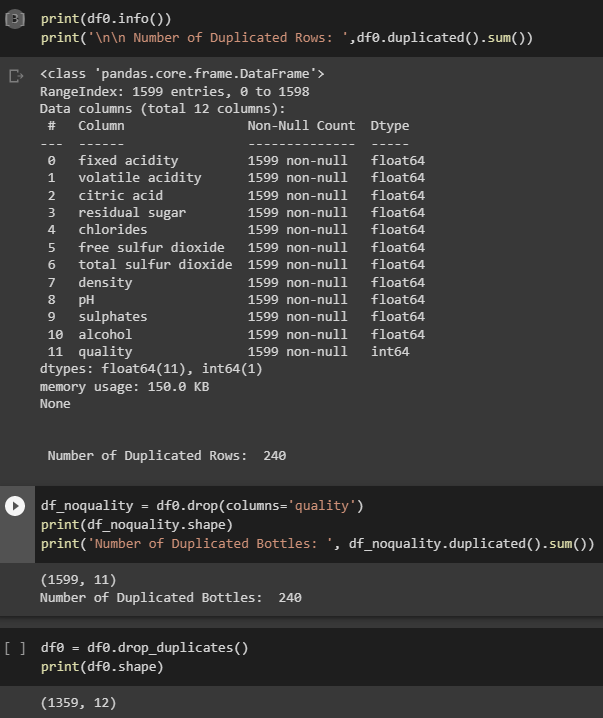 [3] print(df0.info())
print('\n\n Number of Duplicated Rows: ',df0.duplicated().sum())
<class 'pandas.core.frame.DataFrame'>
RangeIndex: 1599 entries, 0 to 1598
Data columns (total 12 columns):
 #   Column                Non-Null Count  Dtype
---  ------                --------------  -----
 0   fixed acidity         1599 non-null   float64
 1   volatile acidity      1599 non-null   float64
 2   citric acid           1599 non-null   float64
 3   residual sugar        1599 non-null   float64
 4   chlorides             1599 non-null   float64
 5   free sulfur dioxide   1599 non-null   float64
 6   total sulfur dioxide  1599 non-null   float64
 7   density               1599 non-null   float64
 8   pH                    1599 non-null   float64
 9   sulphates             1599 non-null   float64
 10  alcohol               1599 non-null   float64
 11  quality               1599 non-null   int64
dtypes: float64(11), int64(1)
memory usage: 150.0 KB
None
 Number of Duplicated Rows:  240
df_noquality = df0.drop(columns='quality')
print(df_noquality.shape)
print('Number of Duplicated Bottles: ', df_noquality.duplicated().sum())
(1599, 11)
Number of Duplicated Bottles:  240
[ ] df0 = df0.drop_duplicates()
print(df0.shape)
(1359, 12)